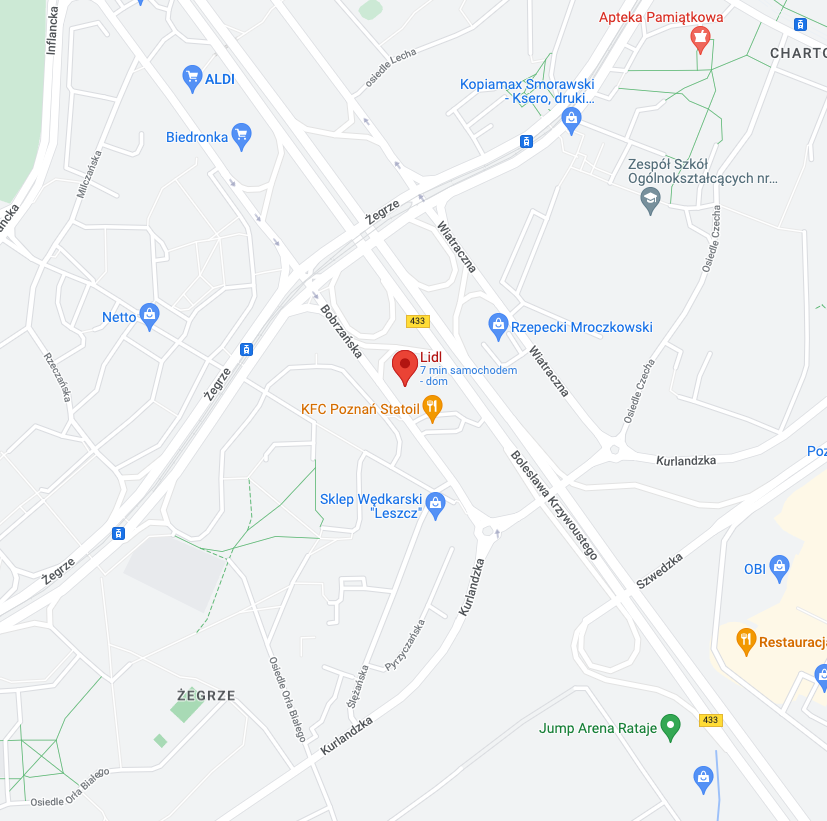 Inflancka
Apteka Pamiątkowa
CHARTO
osiedle Lecha
ALDI
Kopiamax Smorawski
- Ksero, druki...
Biedronka
Milczańska
Zespół Szkół
Ogólnokształcących nr...
ancka
Żegrze
Wiatraczna
Osiedle Czecha
Netto
433
Rzepecki Mroczkowski
Bobrzańska
Lidl
7 min samochodem
- dom
Rzeczańska
Żegrze
Wiatraczna
Osiedle Czecha
KFC Poznań Statoil
Kurlandzka
Poz
Bolesława Krzywoustego
Sklep Wędkarski
"Leszcz"
Żegrze
Kurlandzka
Szwedzka
OBI
Pyrzyczańska
Restauracja
Osiedle Orła Białego
Ślężańska
ŻEGRZE
433
Jump Arena Rataje
Kurlandzka
Osiedle Orła Białego